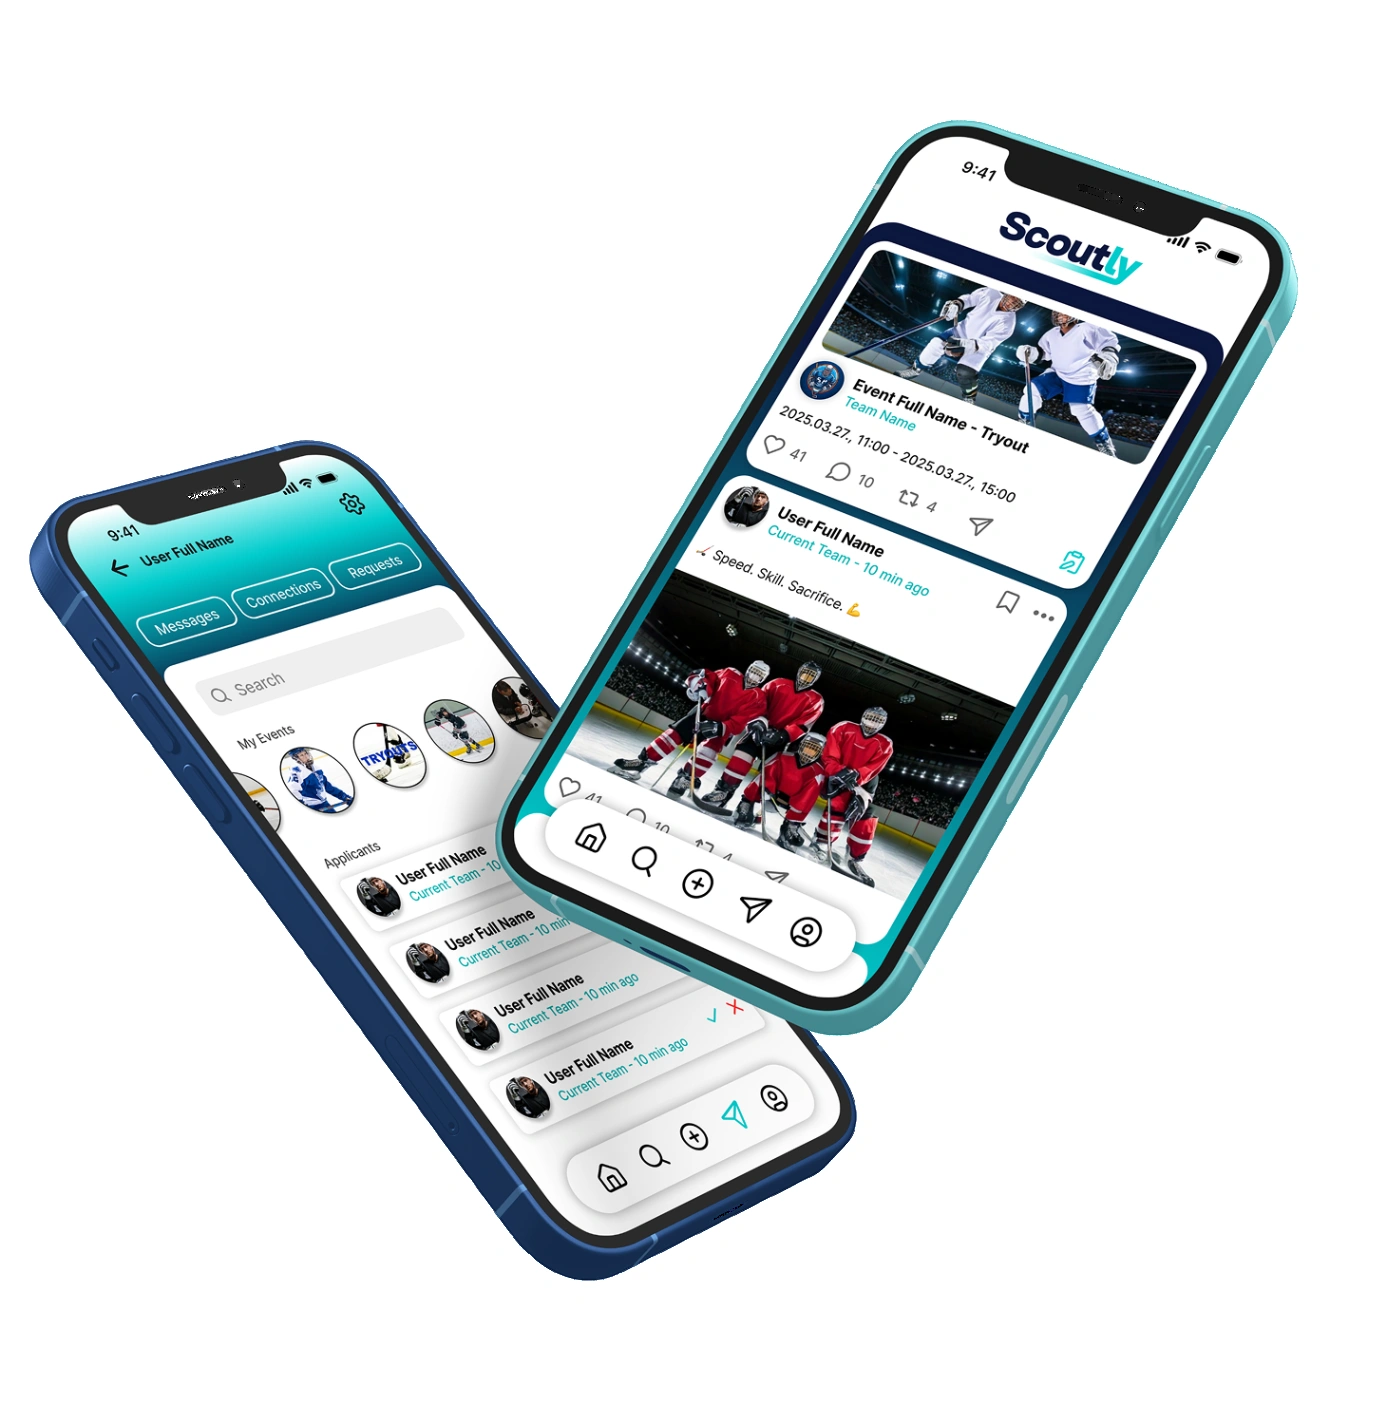 9:41
User Full Name
Messages
Connections
Requests
Search
My Events
TRYOUTS
Applicants
User Full Name
Current Team - 10
User Full Name
Current Team - 10 min
User Full Name
Current Team - 10 min ago
User Full Name
Current Team - 10 min ago
9:41
Scoutly
Event Full Name - Tryout
Team Name
2025.03.27., 11:00 - 2025.03.27., 15:00
41
10
4
User Full Name
Current Team - 10 min ago
🏒 Speed. Skill. Sacrifice. 💪
41
10
4